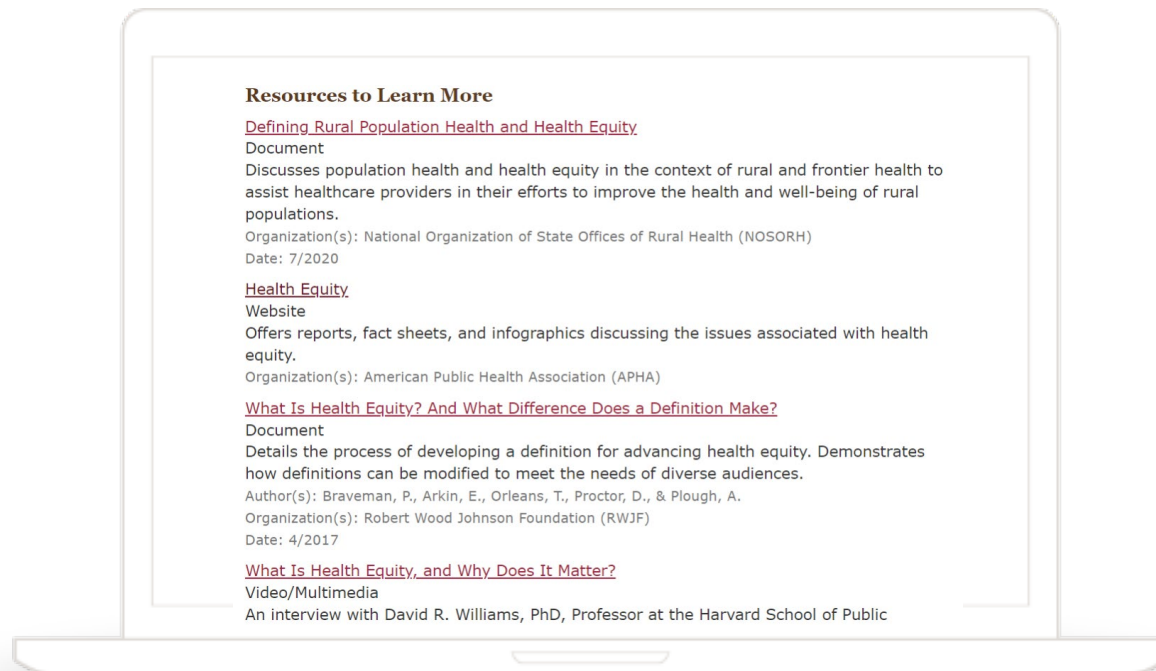 Resources to Learn More
Defining Rural Population Health and Health Equity
Document
Discusses population health and health equity in the context of rural and frontier health to
assist healthcare providers in their efforts to improve the health and well-being of rural
populations.
Organization(s): National Organization of State Offices of Rural Health (NOSORH)
Date: 7/2020
Health Equity
Website
Offers reports, fact sheets, and infographics discussing the issues associated with health
equity.
Organization(s): American Public Health Association (APHA)
What Is Health Equity? And What Difference Does a Definition Make?
Document
Details the process of developing a definition for advancing health equity. Demonstrates
how definitions can be modified to meet the needs of diverse audiences.
Author(s): Braveman, P., Arkin, E., Orleans, T., Proctor, D., & Plough, A.
Organization(s): Robert Wood Johnson Foundation (RWJF)
Date: 4/2017
What Is Health Equity, and Why Does It Matter?
Video/Multimedia
An interview with David R. Williams, PhD, Professor at the Harvard School of Public